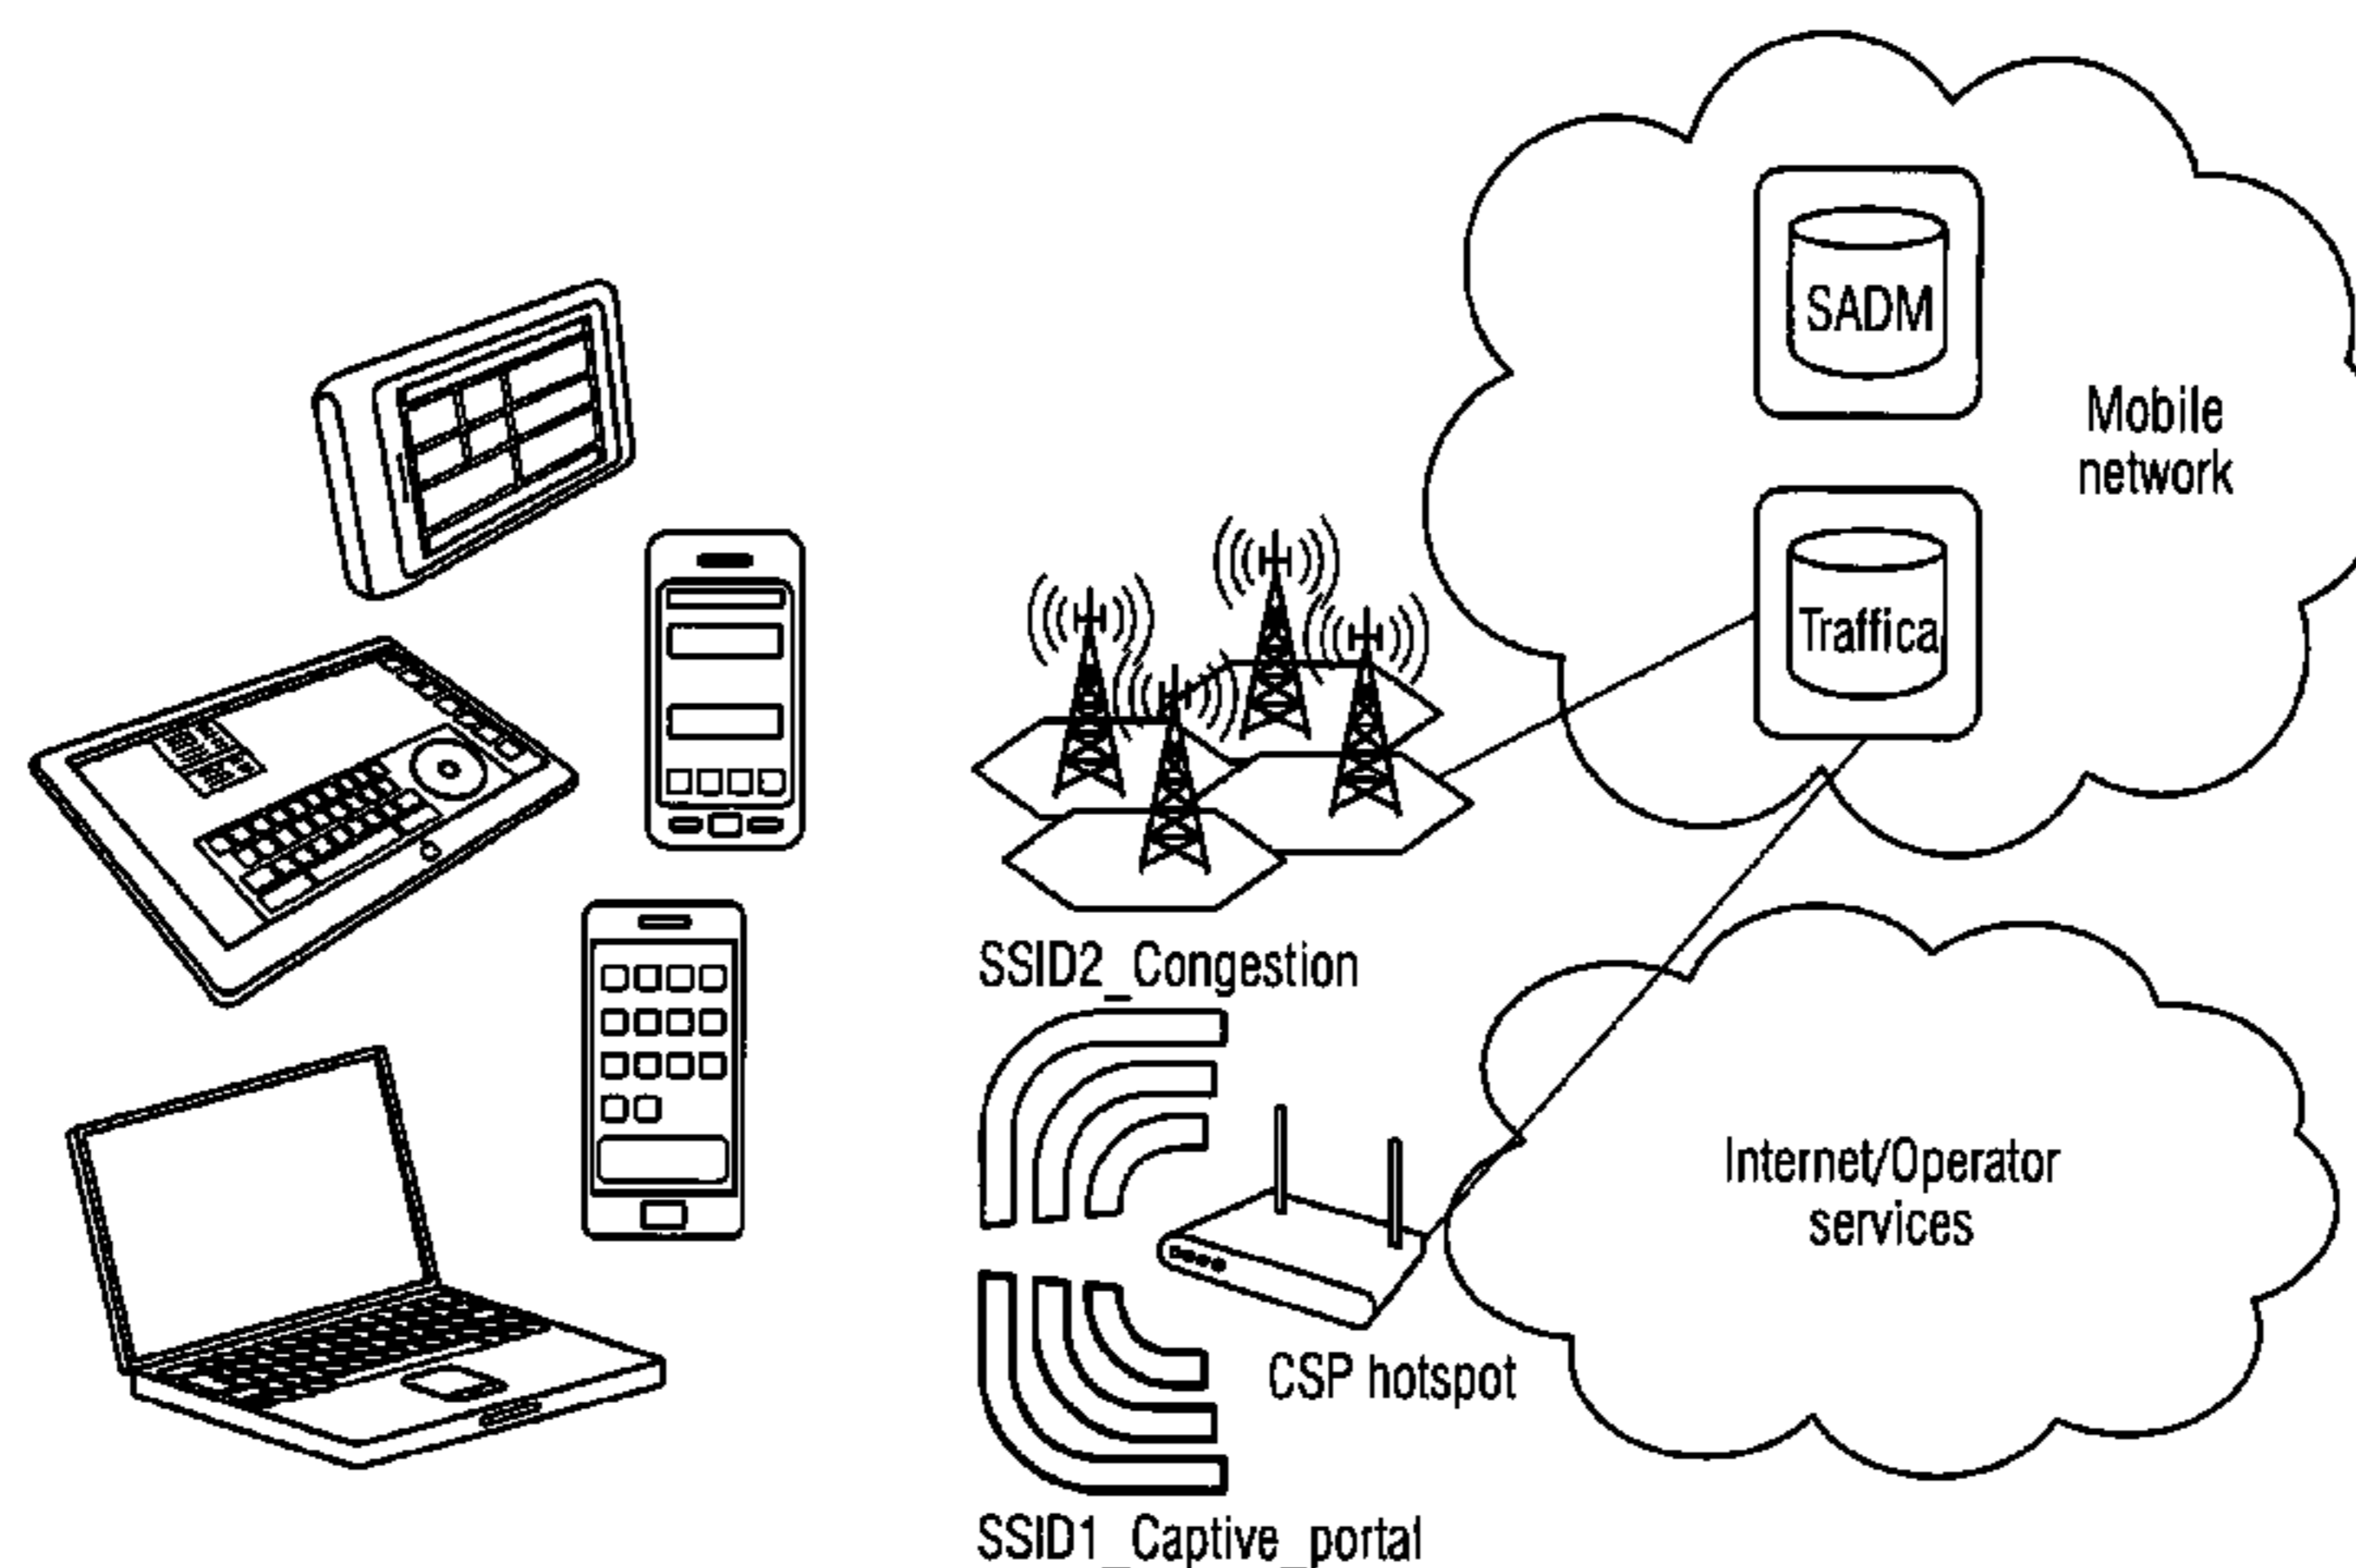 SADM
Mobile
network
Traffica
SSID2_Congestion
Internet/Operator
services
CSP hotspot
SSID1_Captive_portal